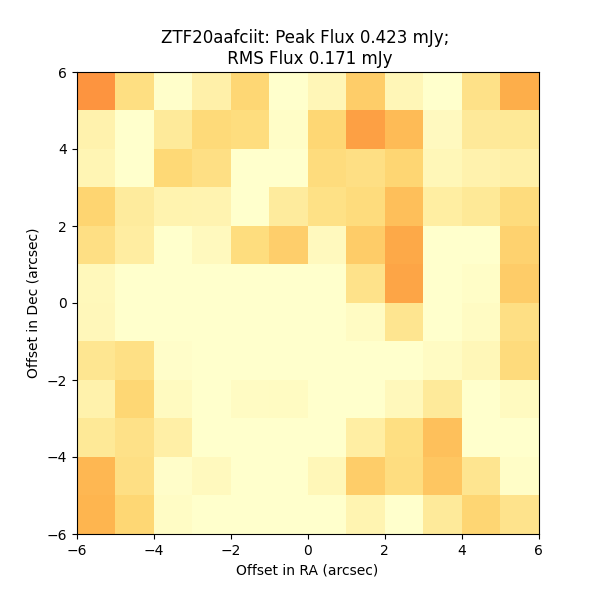 ZTF20aafciit: Peak Flux 0.423 mJy;
RMS Flux 0.171 mJy
6
4
2
0
−2
−4
−6
Offset in Dec (arcsec)
−6 −4 −2 0 2 4 6
Offset in RA (arcsec)